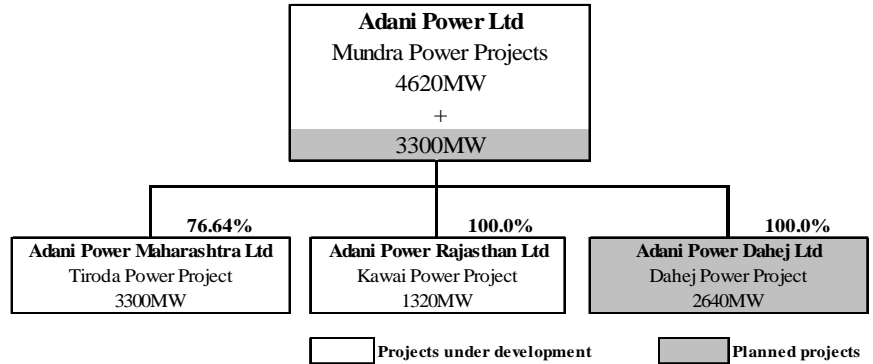 Adani Power Ltd
Mundra Power Projects
4620MW
+
3300MW
76.64%
100.0%
100.0%
Adani Power Maharashtra Ltd
Tiroda Power Project
3300MW
Adani Power Rajasthan Ltd
Kawai Power Project
1320MW
Adani Power Dahej Ltd
Dahej Power Project
2640MW
Projects under development
Planned projects